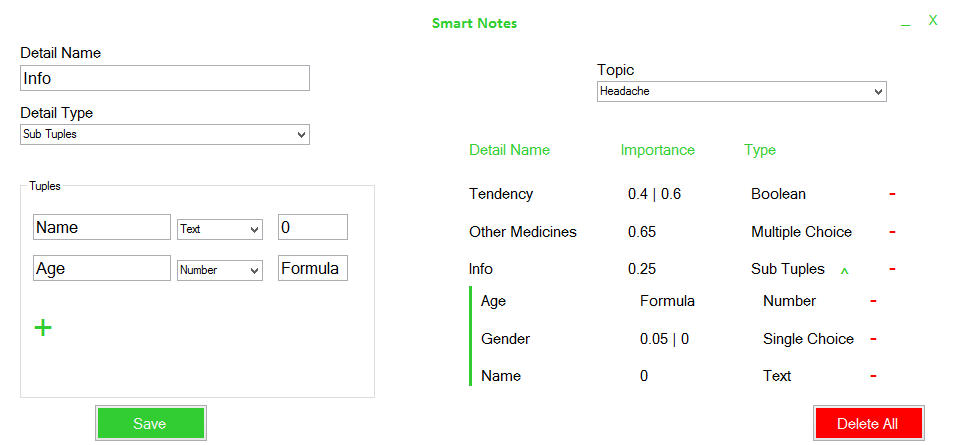 Smart Notes
_ X
Detail Name
Info
Detail Type
Sub Tuples
Tuples
Name Text 0
Age Number Formula
+
Save
Topic
Headache
Detail Name Importance Type
Tendency 0.4 | 0.6 Boolean -
Other Medicines 0.65 Multiple Choice -
Info 0.25 Sub Tuples ^ -
Age Formula Number -
Gender 0.05 | 0 Single Choice -
Name 0 Text -
Delete All